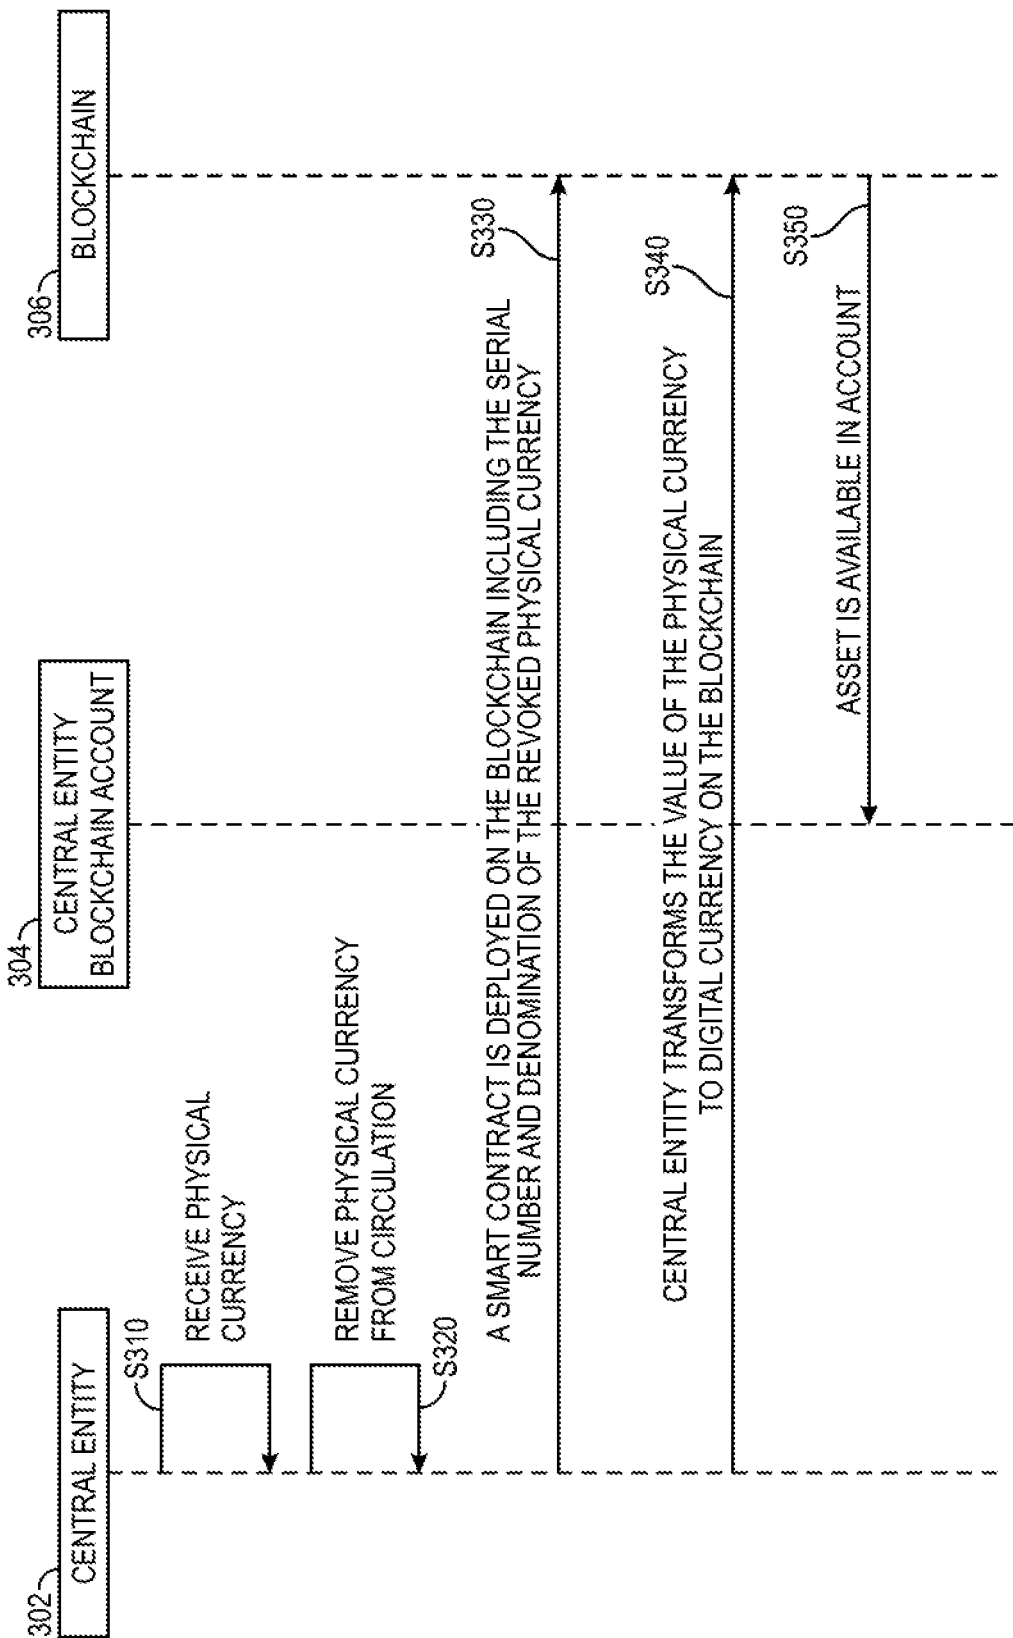 302
CENTRAL ENTITY
304
CENTRAL ENTITY
BLOCKCHAIN ACCOUNT
306
BLOCKCHAIN
S310
RECEIVE PHYSICAL
CURRENCY
REMOVE PHYSICAL CURRENCY
FROM CIRCULATION
S320
A SMART CONTRACT IS DEPLOYED ON THE BLOCKCHAIN INCLUDING THE SERIAL
NUMBER AND DENOMINATION OF THE REVOKED PHYSICAL CURRENCY
S330
CENTRAL ENTITY TRANSFORMS THE VALUE OF THE PHYSICAL CURRENCY
TO DIGITAL CURRENCY ON THE BLOCKCHAIN
S340
ASSET IS AVAILABLE IN ACCOUNT
S350